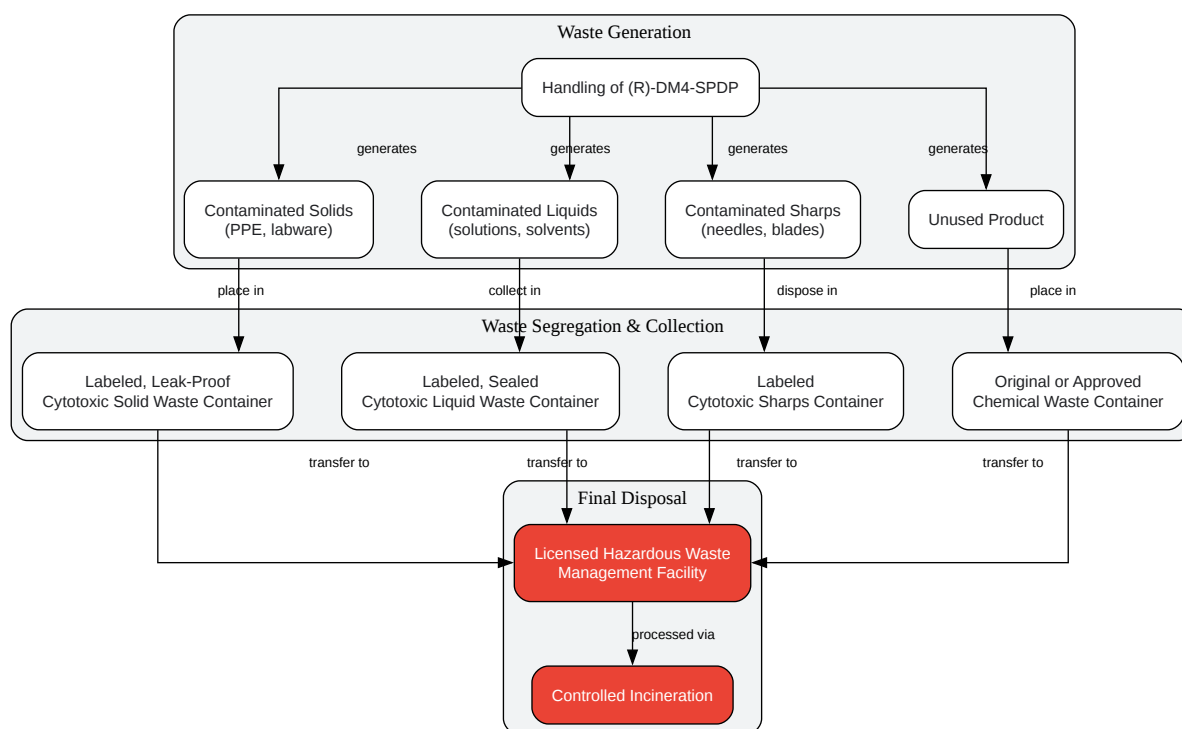 Waste Generation
Handling of (R)-DM4-SPDP
generates
generates
generates
generates
Contaminated Solids
(PPE, labware)
Contaminated Liquids
(solutions, solvents)
Contaminated Sharps
(needles, blades)
Unused Product
place in
collect in
dispose in
place in
Waste Segregation & Collection
Labeled, Leak-Proof
Cytotoxic Solid Waste Container
Labeled, Sealed
Cytotoxic Liquid Waste Container
Labeled
Cytotoxic Sharps Container
Original or Approved
Chemical Waste Container
transfer to
transfer to
transfer to
transfer to
Final Disposal
Licensed Hazardous Waste
Management Facility
processed via
Controlled Incineration